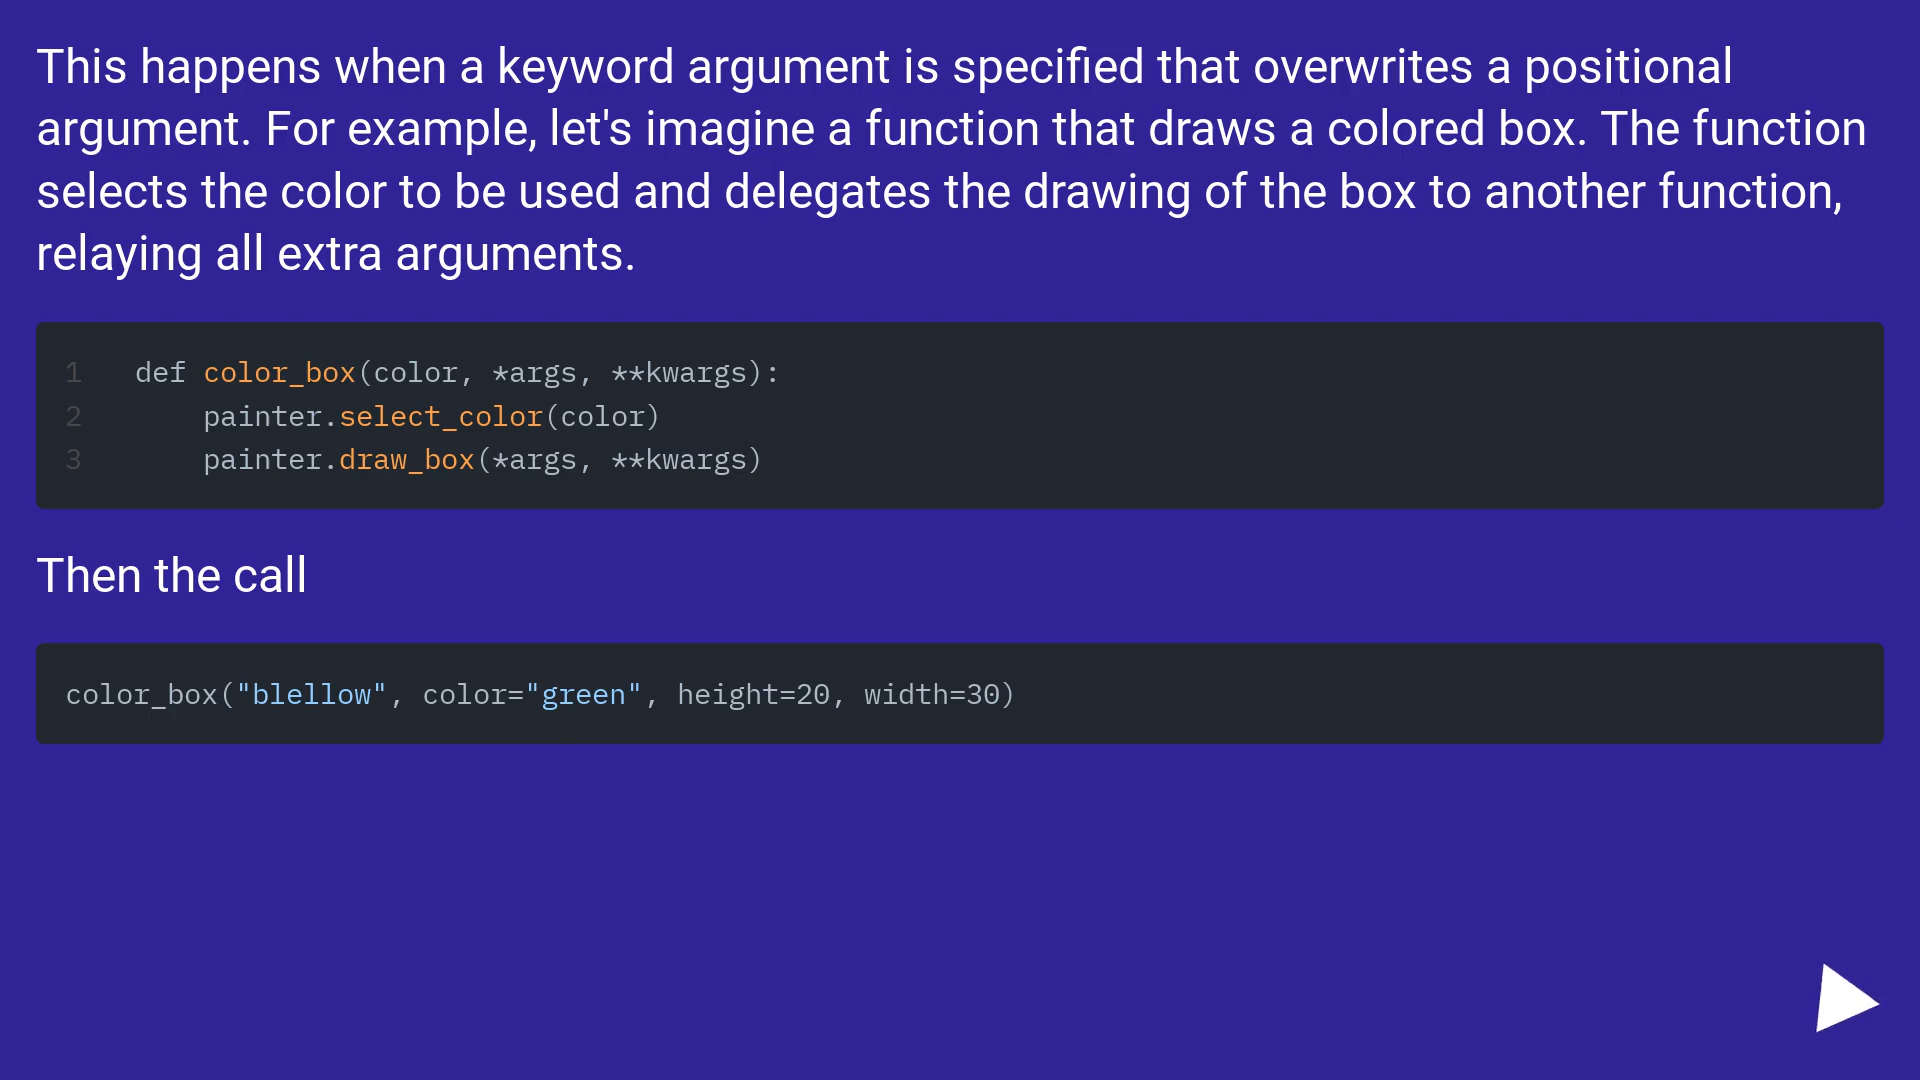 This happens when a keyword argument is specified that overwrites a positional
argument. For example, let's imagine a function that draws a colored box. The function
selects the color to be used and delegates the drawing of the box to another function,
relaying all extra arguments.
1 def color_box(color, *args, **kwargs):
2     painter.select_color(color)
3     painter.draw_box(*args, **kwargs)
Then the call
color_box("blellow", color="green", height=20, width=30)